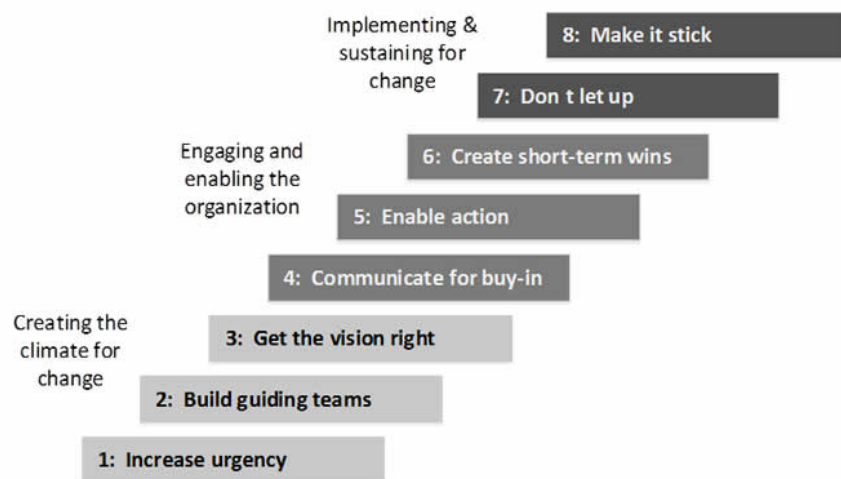 Implementing &
sustaining for
change
8: Make it stick
7: Don t let up
Engaging and
enabling the
organization
6: Create short-term wins
5: Enable action
4: Communicate for buy-in
Creating the
climate for
change
3: Get the vision right
2: Build guiding teams
1: Increase urgency